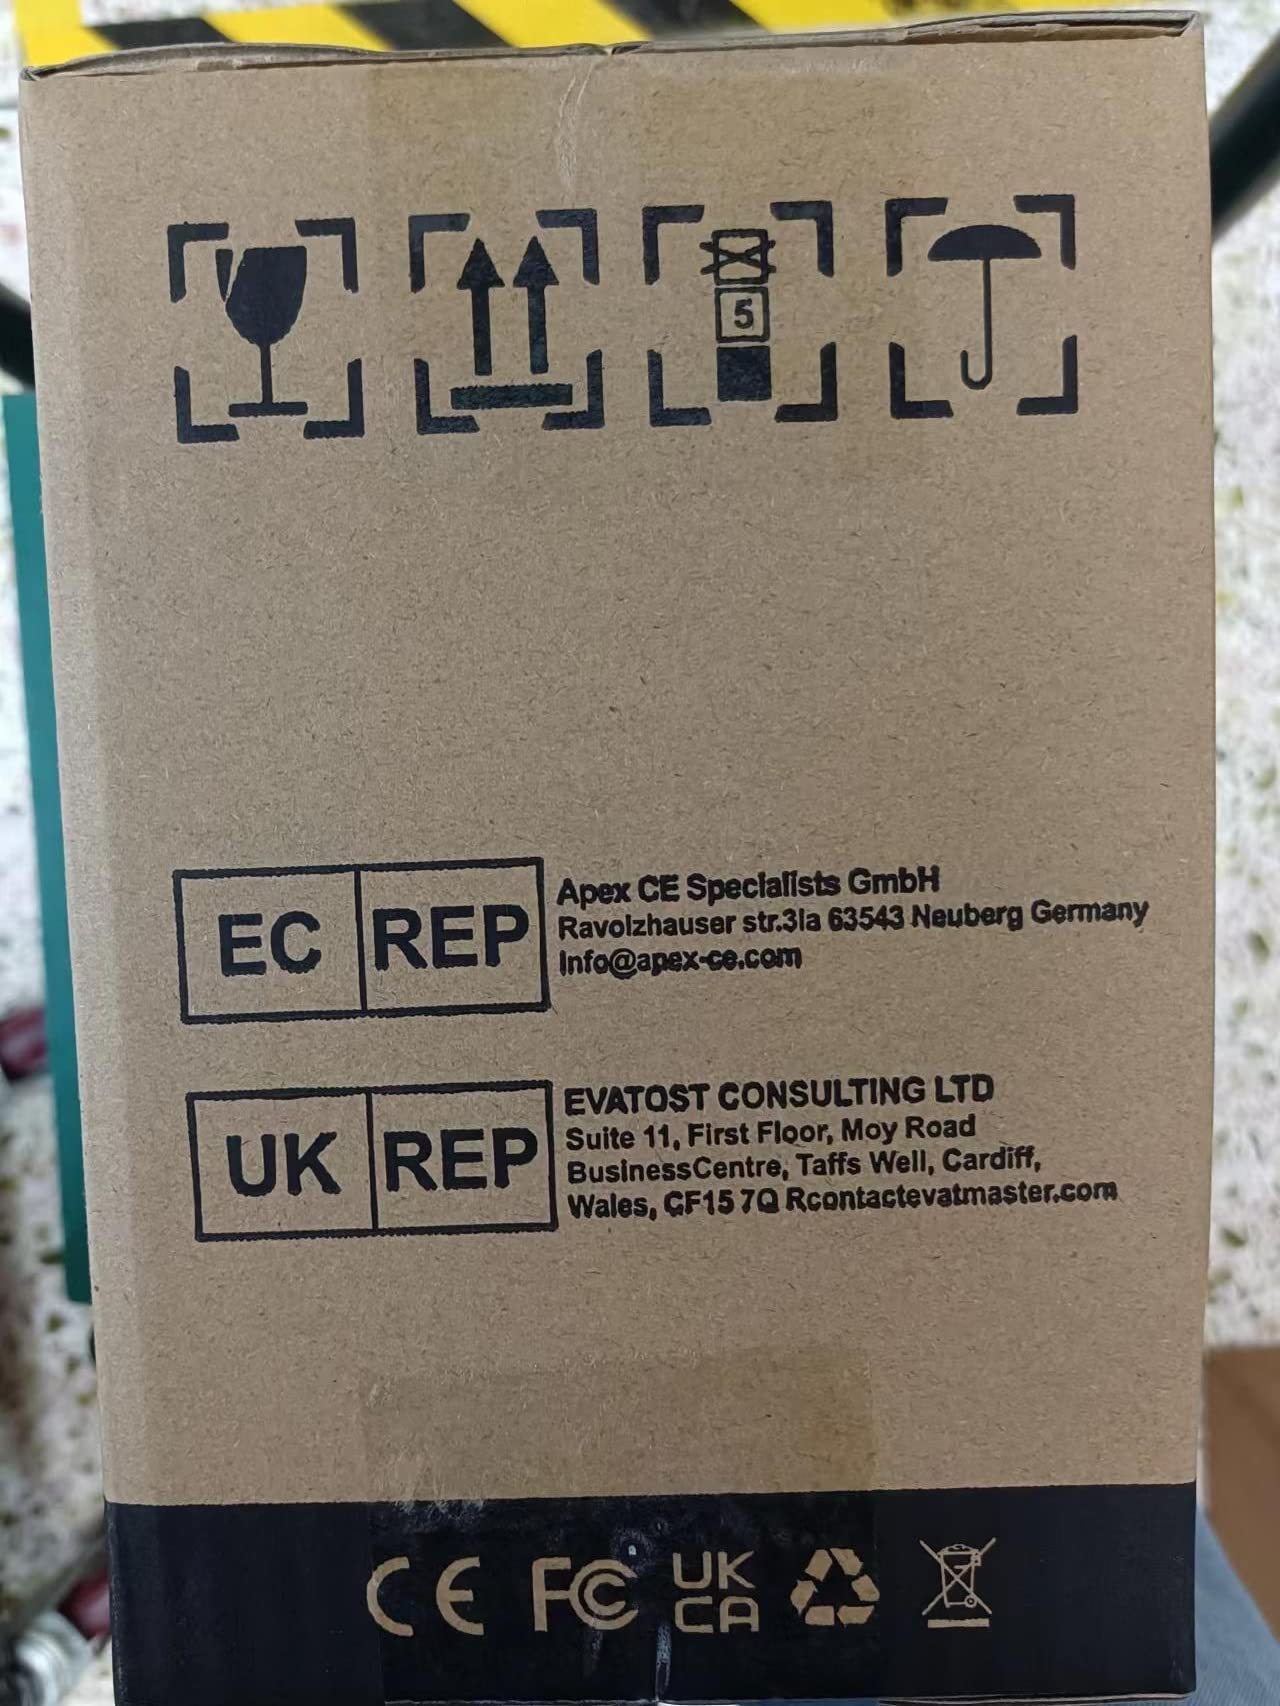 5
EC REP
Apex CE Specialists GmbH
Ravolzhauser str.3la 63543 Neuberg Germany
Info@apex-ce.com
UK REP
EVATOST CONSULTING LTD
Suite 11, First Floor, Moy Road
BusinessCentre, Taffs Well, Cardiff,
Wales, CF15 7Q Rcontactevatmaster.com
CE FC UK
CA